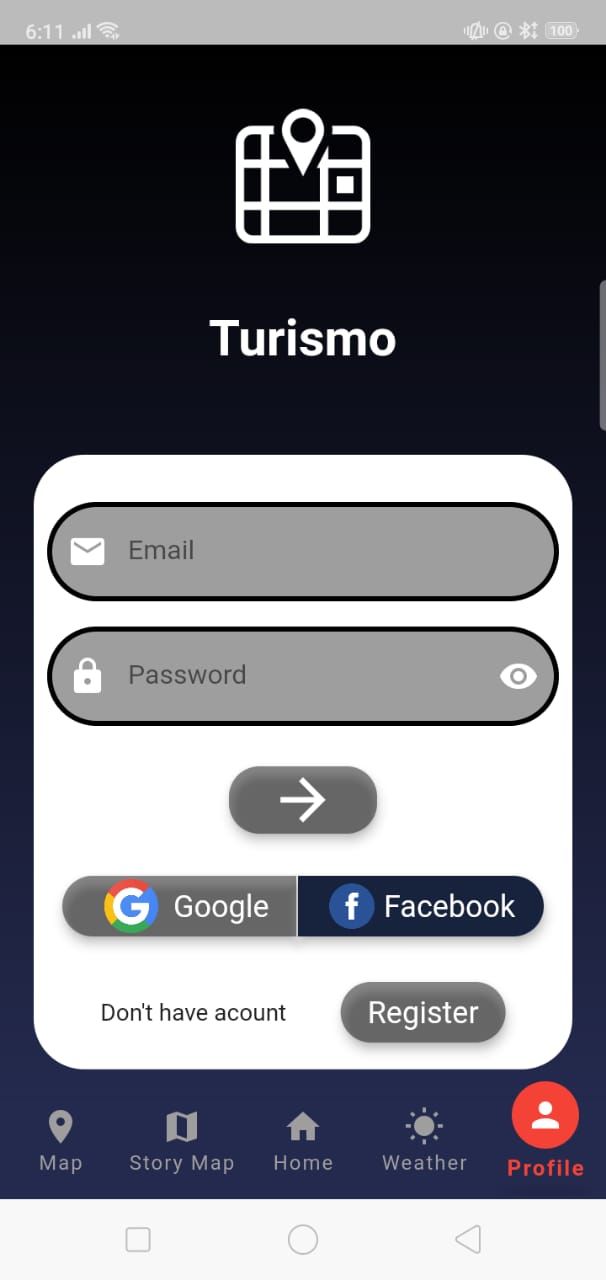 6:11 100
Turismo
Email
Password
Google Facebook
Don't have acount Register
Map Story Map Home Weather Profile